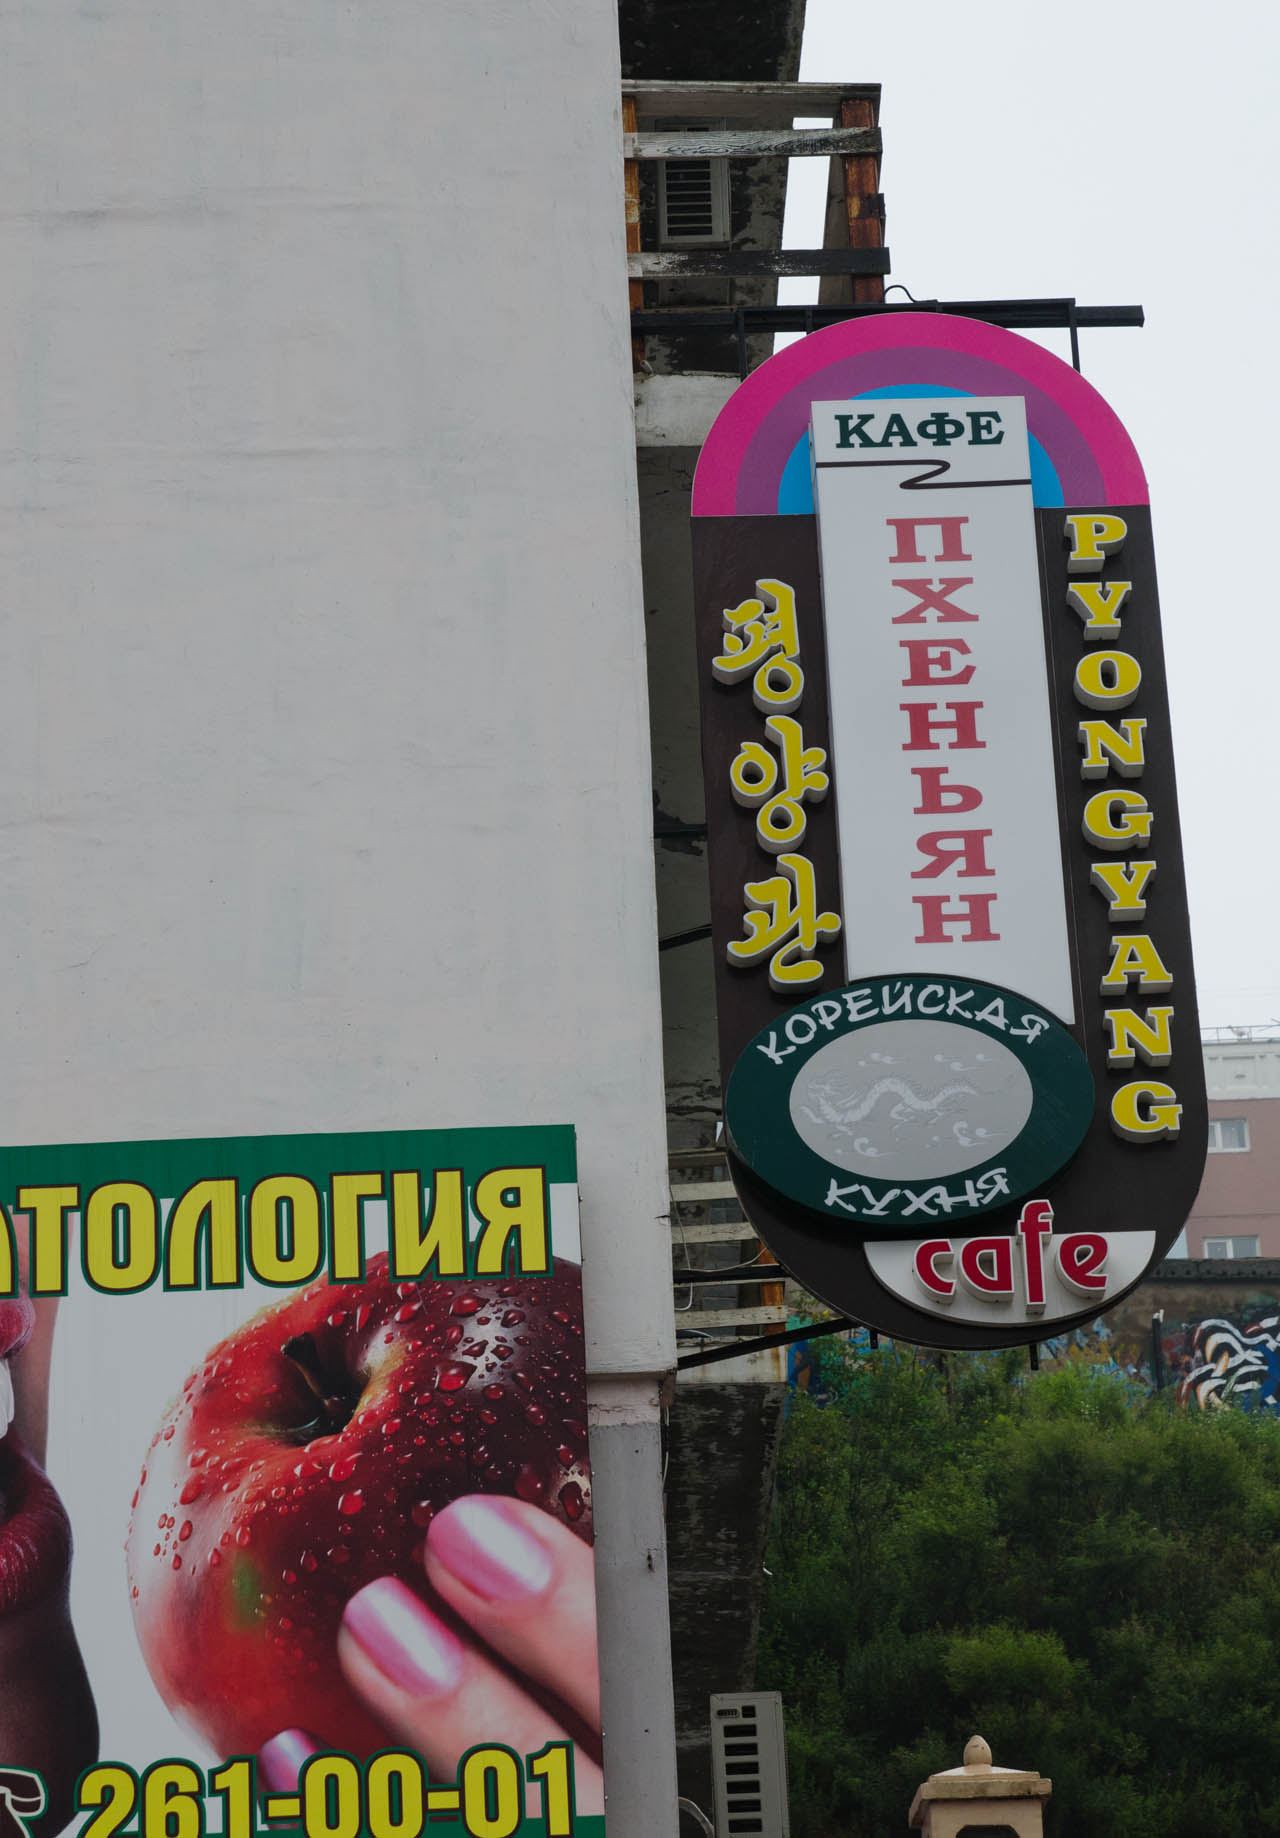 КАФЕ
ПХЕНЬЯН
평양관
PYONGYANG
КОРЕЙСКАЯ
КУХНЯ
cafe
АТОЛОГИЯ
261-00-01